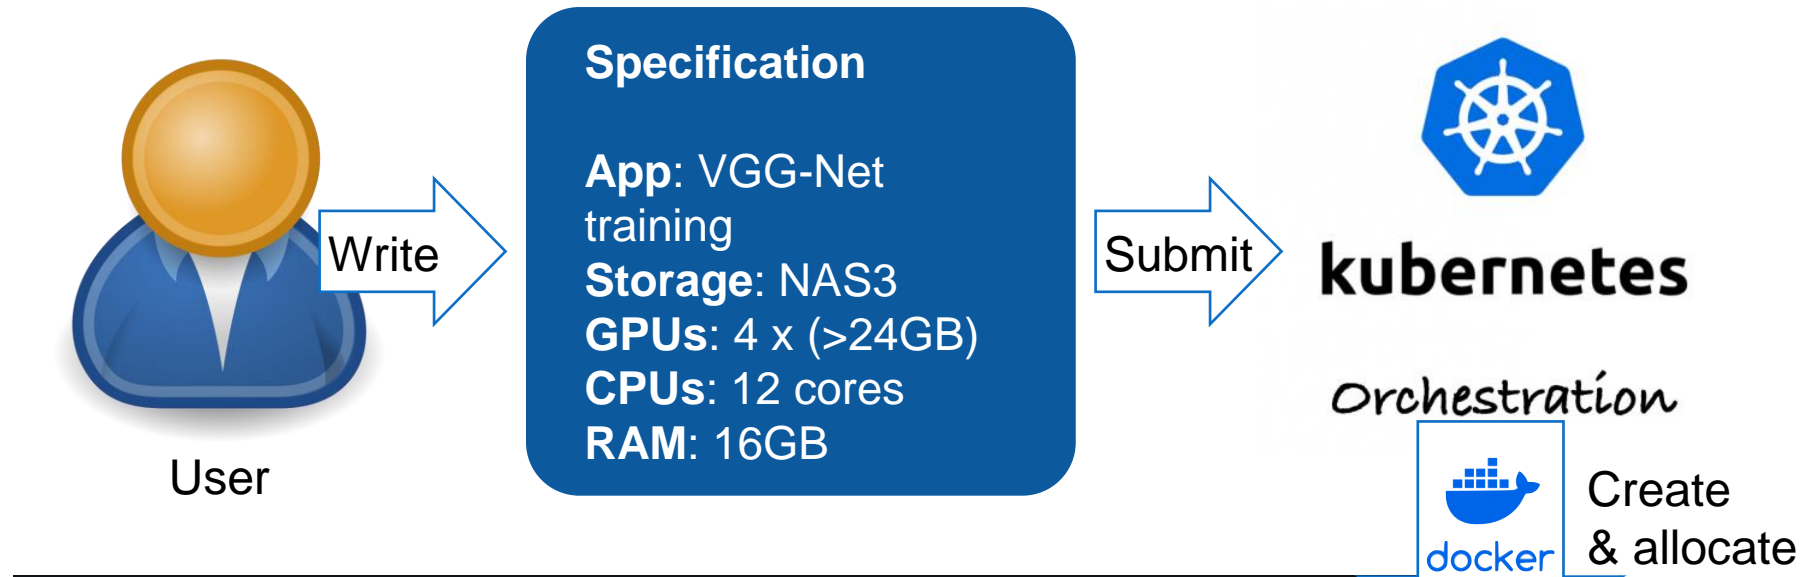 User
Write
Specification
App: VGG-Net
training
Storage: NAS3
GPUs: 4 x (>24GB)
CPUs: 12 cores
RAM: 16GB
Submit
kubernetes
Orchestration
docker
Create
& allocate